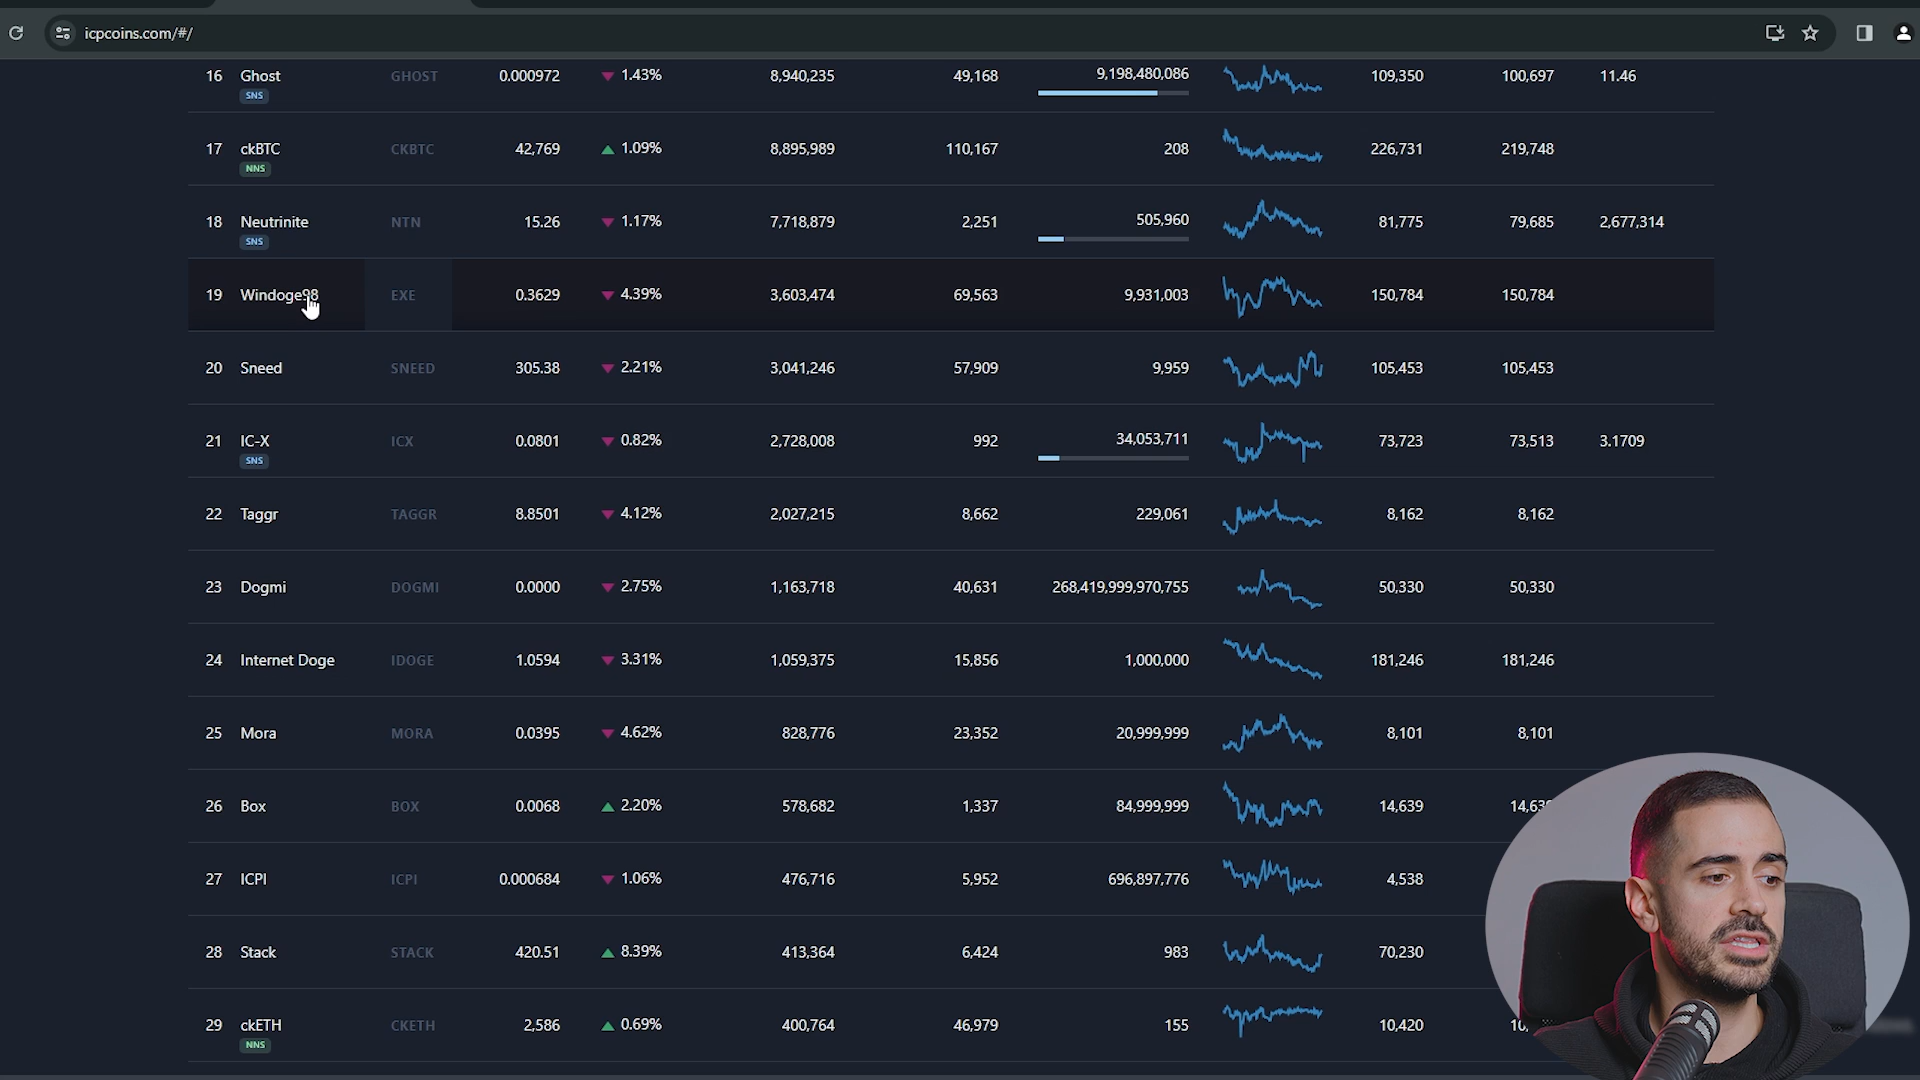 icpcoins.com/#/
16 Ghost GHOST 0.000972 ▼ 1.43% 8,940,235 49,168 9,198,480,086 109,350 100,697 11.46
SNS
17 ckBTC CKBTC 42,769 ▲ 1.09% 8,895,989 110,167 208 226,731 219,748
NNS
18 Neutrinite NTN 15.26 ▼ 1.17% 7,718,879 2,251 505,960 81,775 79,685 2,677,314
SNS
19 Windoge98 EXE 0.3629 ▼ 4.39% 3,603,474 69,563 9,931,003 150,784 150,784
20 Sneed SNEED 305.38 ▼ 2.21% 3,041,246 57,909 9,959 105,453 105,453
21 IC-X ICX 0.0801 ▼ 0.82% 2,728,008 992 34,053,711 73,723 73,513 3.1709
SNS
22 Taggr TAGGR 8.8501 ▼ 4.12% 2,027,215 8,662 229,061 8,162 8,162
23 Dogmi DOGMI 0.0000 ▼ 2.75% 1,163,718 40,631 268,419,999,970,755 50,330 50,330
24 Internet Doge IDOGE 1.0594 ▼ 3.31% 1,059,375 15,856 1,000,000 181,246 181,246
25 Mora MORA 0.0395 ▼ 4.62% 828,776 23,352 20,999,999 8,101 8,101
26 Box BOX 0.0068 ▲ 2.20% 578,682 1,337 84,999,999 14,639
27 ICPI ICPI 0.000684 ▼ 1.06% 476,716 5,952 696,897,776 4,538
28 Stack STACK 420.51 ▲ 8.39% 413,364 6,424 983 70,230
29 ckETH CKETH 2,586 ▲ 0.69% 400,764 46,979 155 10,420
NNS